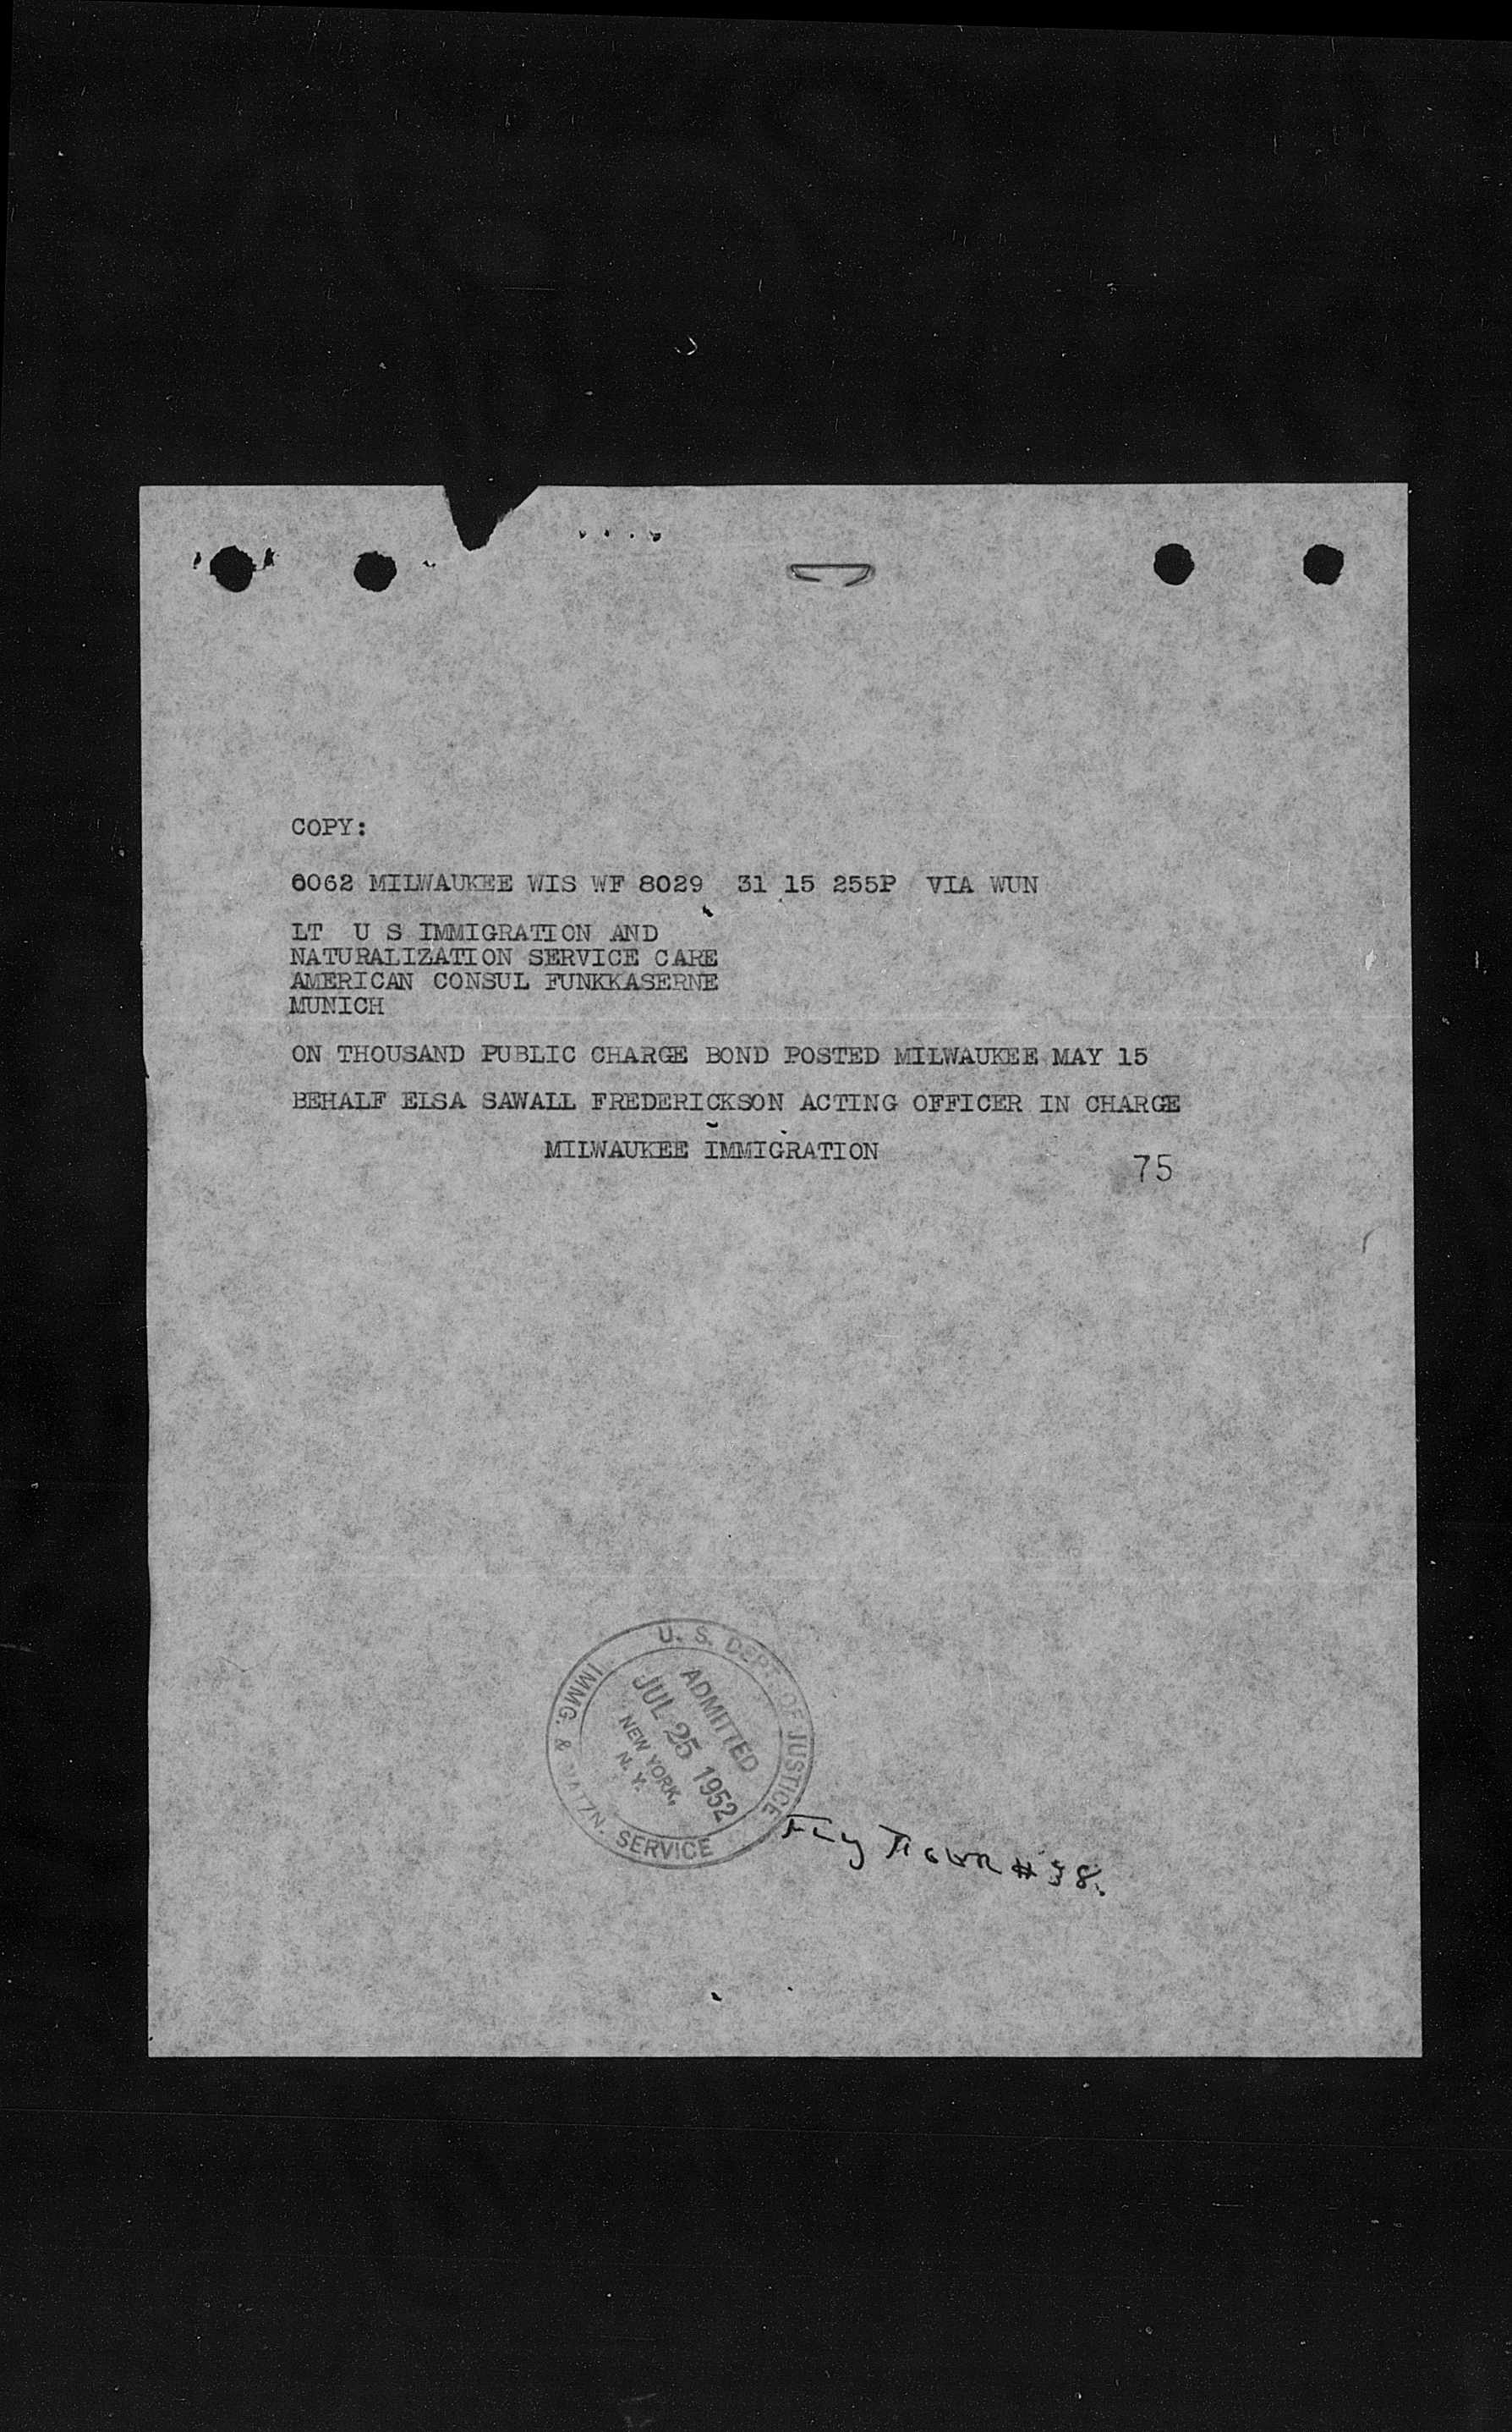 COPY:
6062 MILWAUKEE WIS WF 8029 31 15 255P VIA WUN
LT U S IMMIGRATION AND
NATURALIZATION SERVICE CARE
AMERICAN CONSUL FUNKKASERNE
MUNICH
ON THOUSAND PUBLIC CHARGE BOND POSTED MILWAUKEE MAY 15
BEHALF ELSA SAWALL FREDERICKSON ACTING OFFICER IN CHARGE
MILWAUKEE IMMIGRATION
75
U. S. DEPT. OF JUSTICE
ADMITTED
JUL 25 1952
NEW YORK,
N. Y.
IMMG. & NATZN. SERVICE
#38.